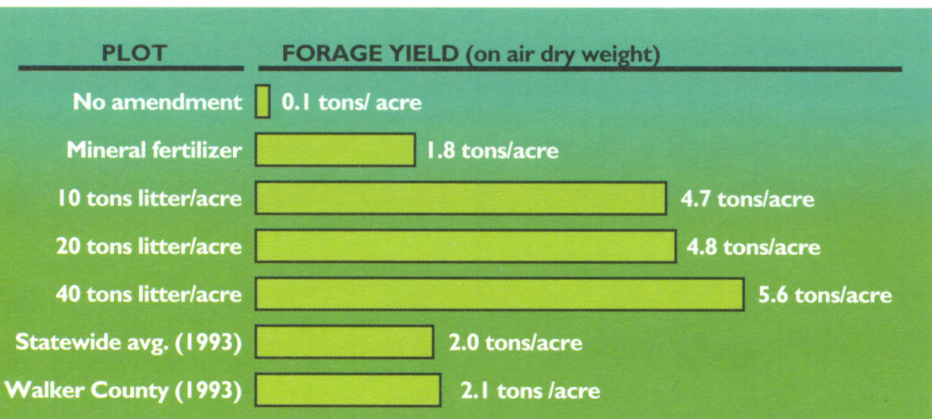 PLOT FORAGE YIELD (on air dry weight)
No amendment 0.1 tons/ acre
Mineral fertilizer 1.8 tons/acre
10 tons litter/acre 4.7 tons/acre
20 tons litter/acre 4.8 tons/acre
40 tons litter/acre 5.6 tons/acre
Statewide avg. (1993) 2.0 tons/acre
Walker County (1993) 2.1 tons /acre